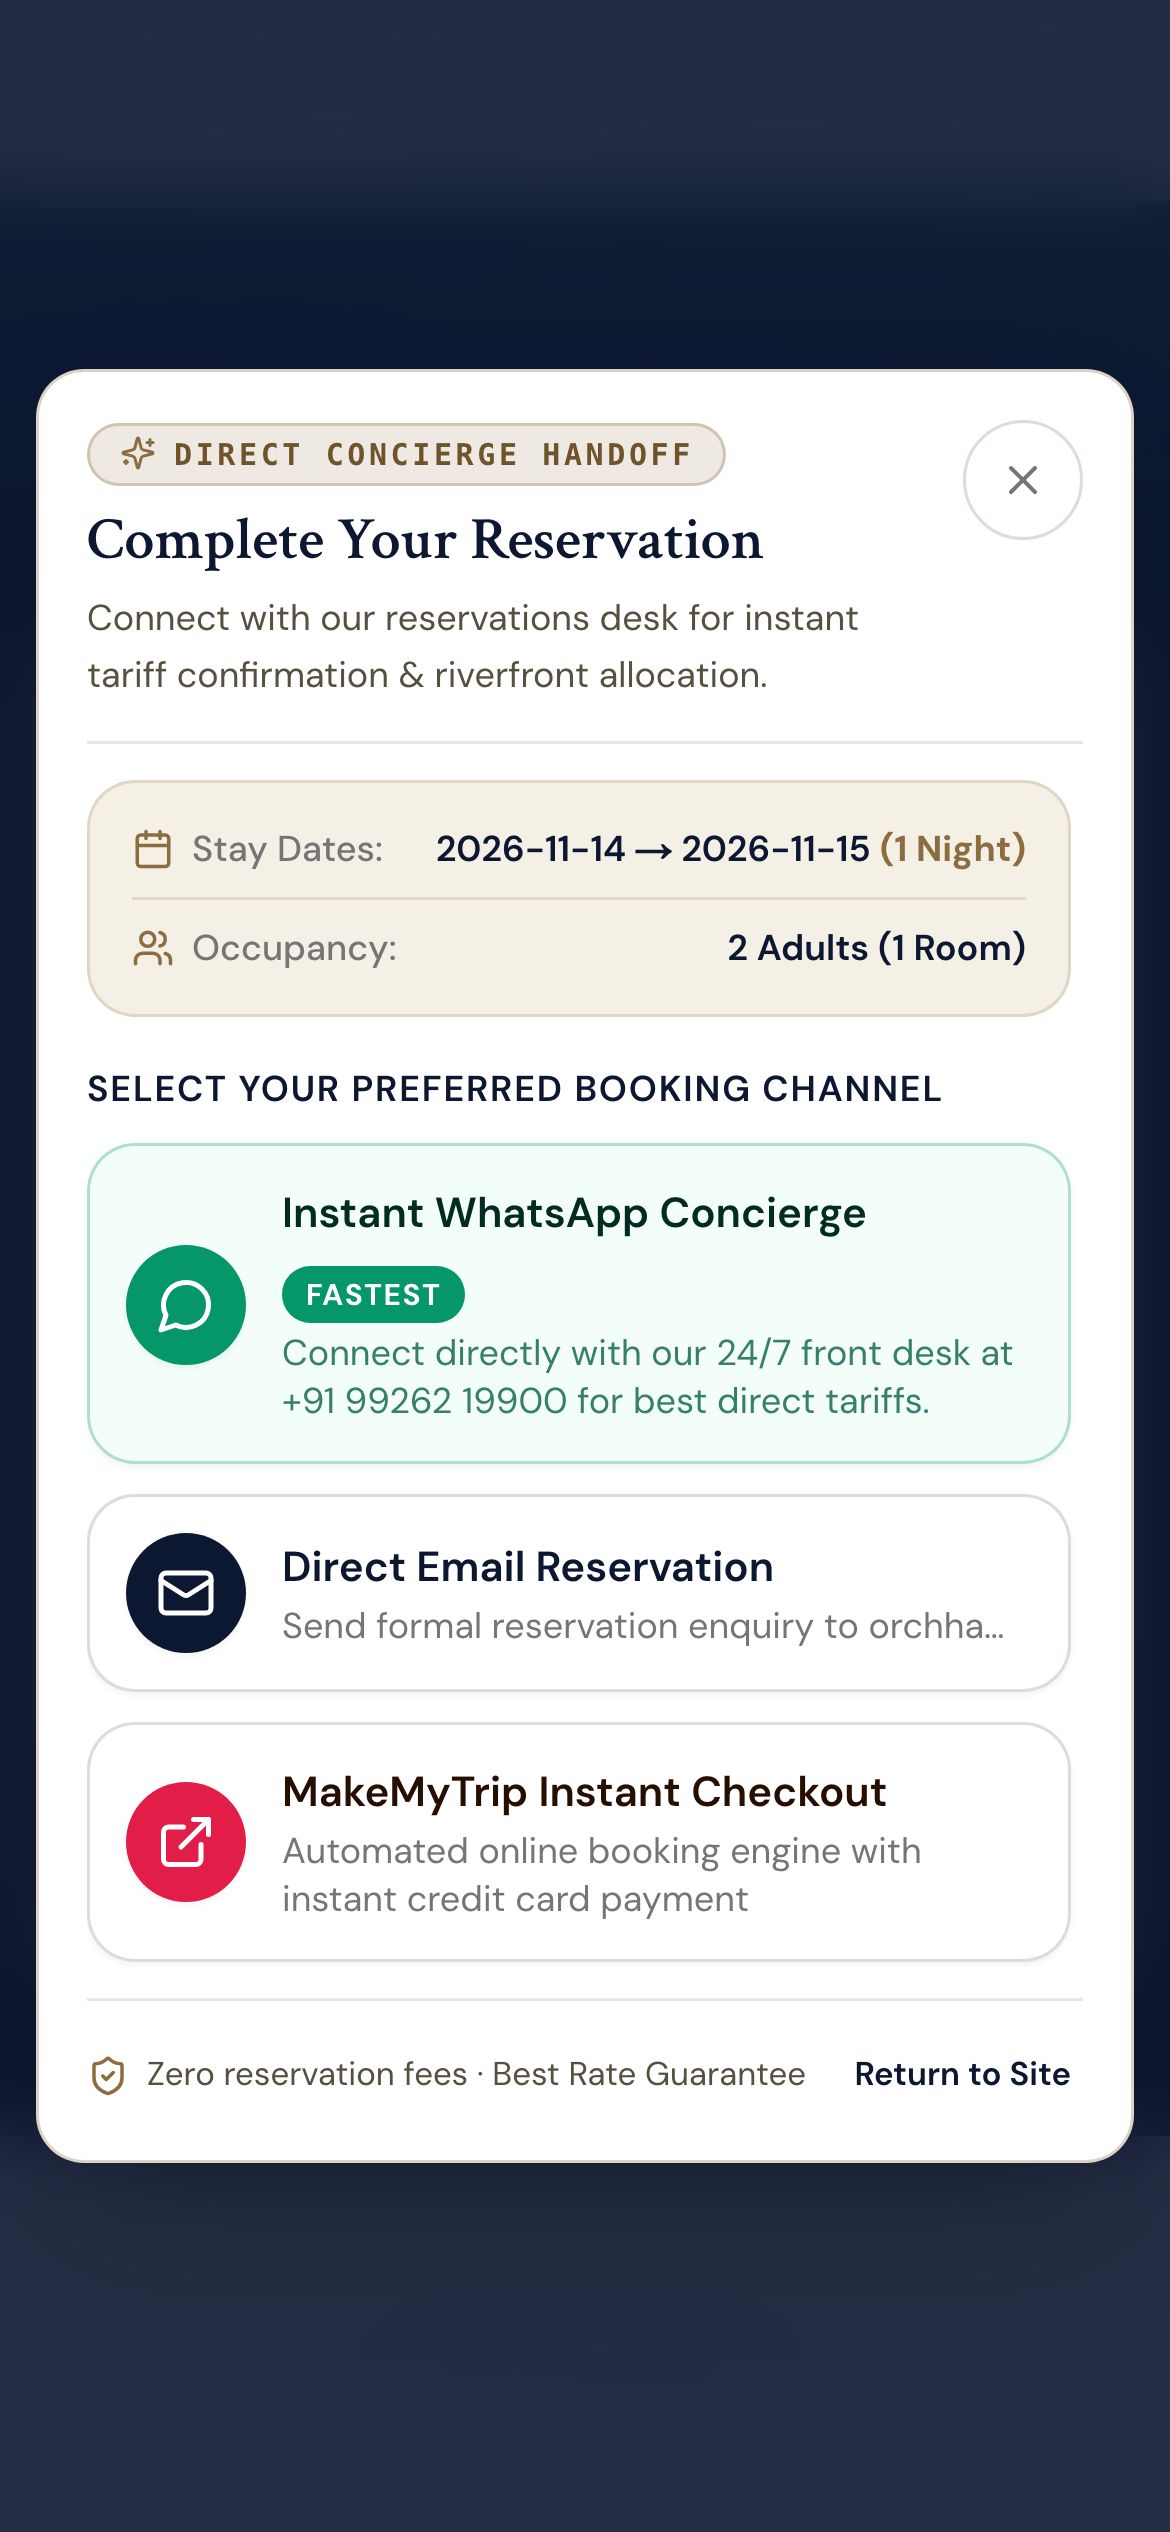 DIRECT CONCIERGE HANDOFF
Complete Your Reservation
Connect with our reservations desk for instant
tariff confirmation & riverfront allocation.
Stay Dates: 2026-11-14 → 2026-11-15 (1 Night)
Occupancy: 2 Adults (1 Room)
SELECT YOUR PREFERRED BOOKING CHANNEL
Instant WhatsApp Concierge
FASTEST
Connect directly with our 24/7 front desk at
+91 99262 19900 for best direct tariffs.
Direct Email Reservation
Send formal reservation enquiry to orchha...
MakeMyTrip Instant Checkout
Automated online booking engine with
instant credit card payment
Zero reservation fees · Best Rate Guarantee Return to Site